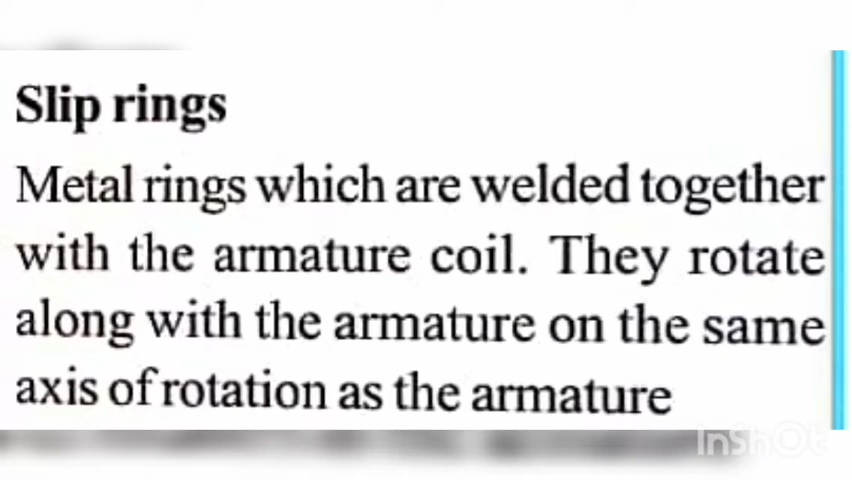 Slip rings
Metal rings which are welded together
with the armature coil. They rotate
along with the armature on the same
axis of rotation as the armature
InShOt